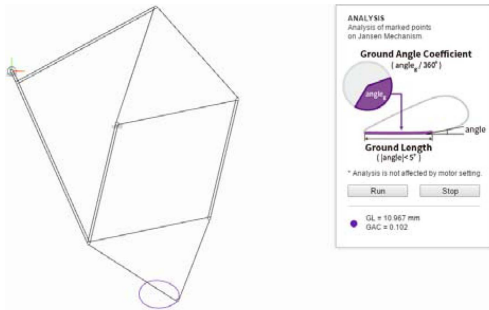 ANALYSIS
Analysis of marked points
on Jansen Mechanism
Ground Angle Coefficient
( angleg / 360° )
angleg
angle
Ground Length
( |angle|< 5° )
* Analysis is not affected by motor setting.
Run Stop
GL = 10.967 mm
GAC = 0.102